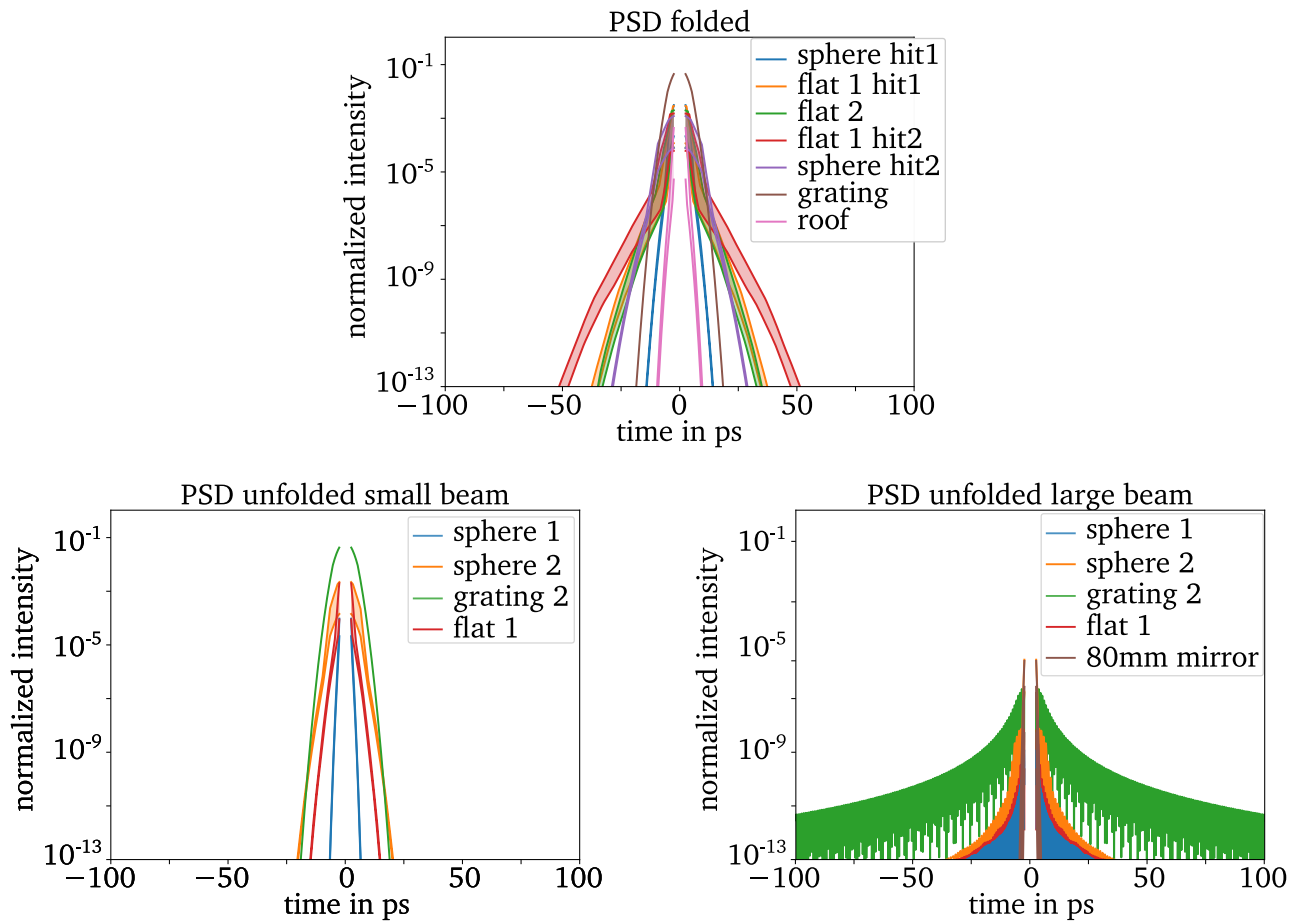 PSD folded
normalized intensity
10-1
10-5
10-9
10-13
sphere hit1
flat 1 hit1
flat 2
flat 1 hit2
sphere hit2
grating
roof
−100
−50
0
50
100
time in ps
PSD unfolded small beam
normalized intensity
10-1
10-5
10-9
10-13
sphere 1
sphere 2
grating 2
flat 1
−100
−50
0
50
100
time in ps
PSD unfolded large beam
normalized intensity
10-1
10-5
10-9
10-13
sphere 1
sphere 2
grating 2
flat 1
80mm mirror
−100
−50
0
50
100
time in ps